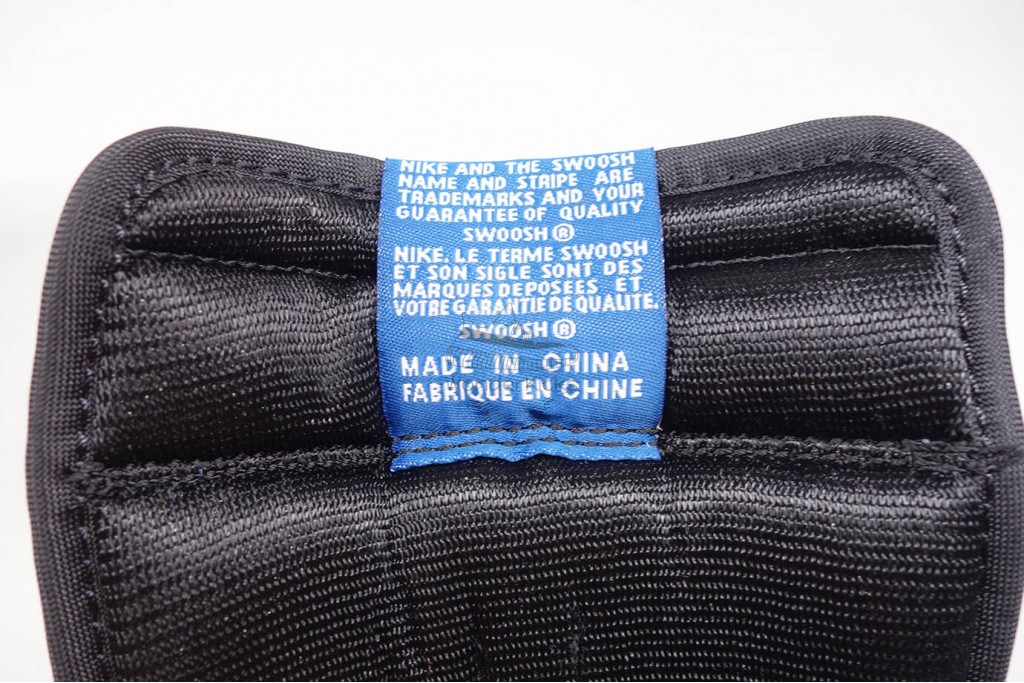 NIKE AND THE SWOOSH
NAME AND STRIPE ARE
TRADEMARKS AND YOUR
GUARANTEE OF QUALITY
SWOOSH®
NIKE. LE TERME SWOOSH
ET SON SIGLE SONT DES
MARQUES DEPOSEES ET
VOTRE GARANTIE DE QUALITE.
SWOOSH®
MADE IN CHINA
FABRIQUE EN CHINE